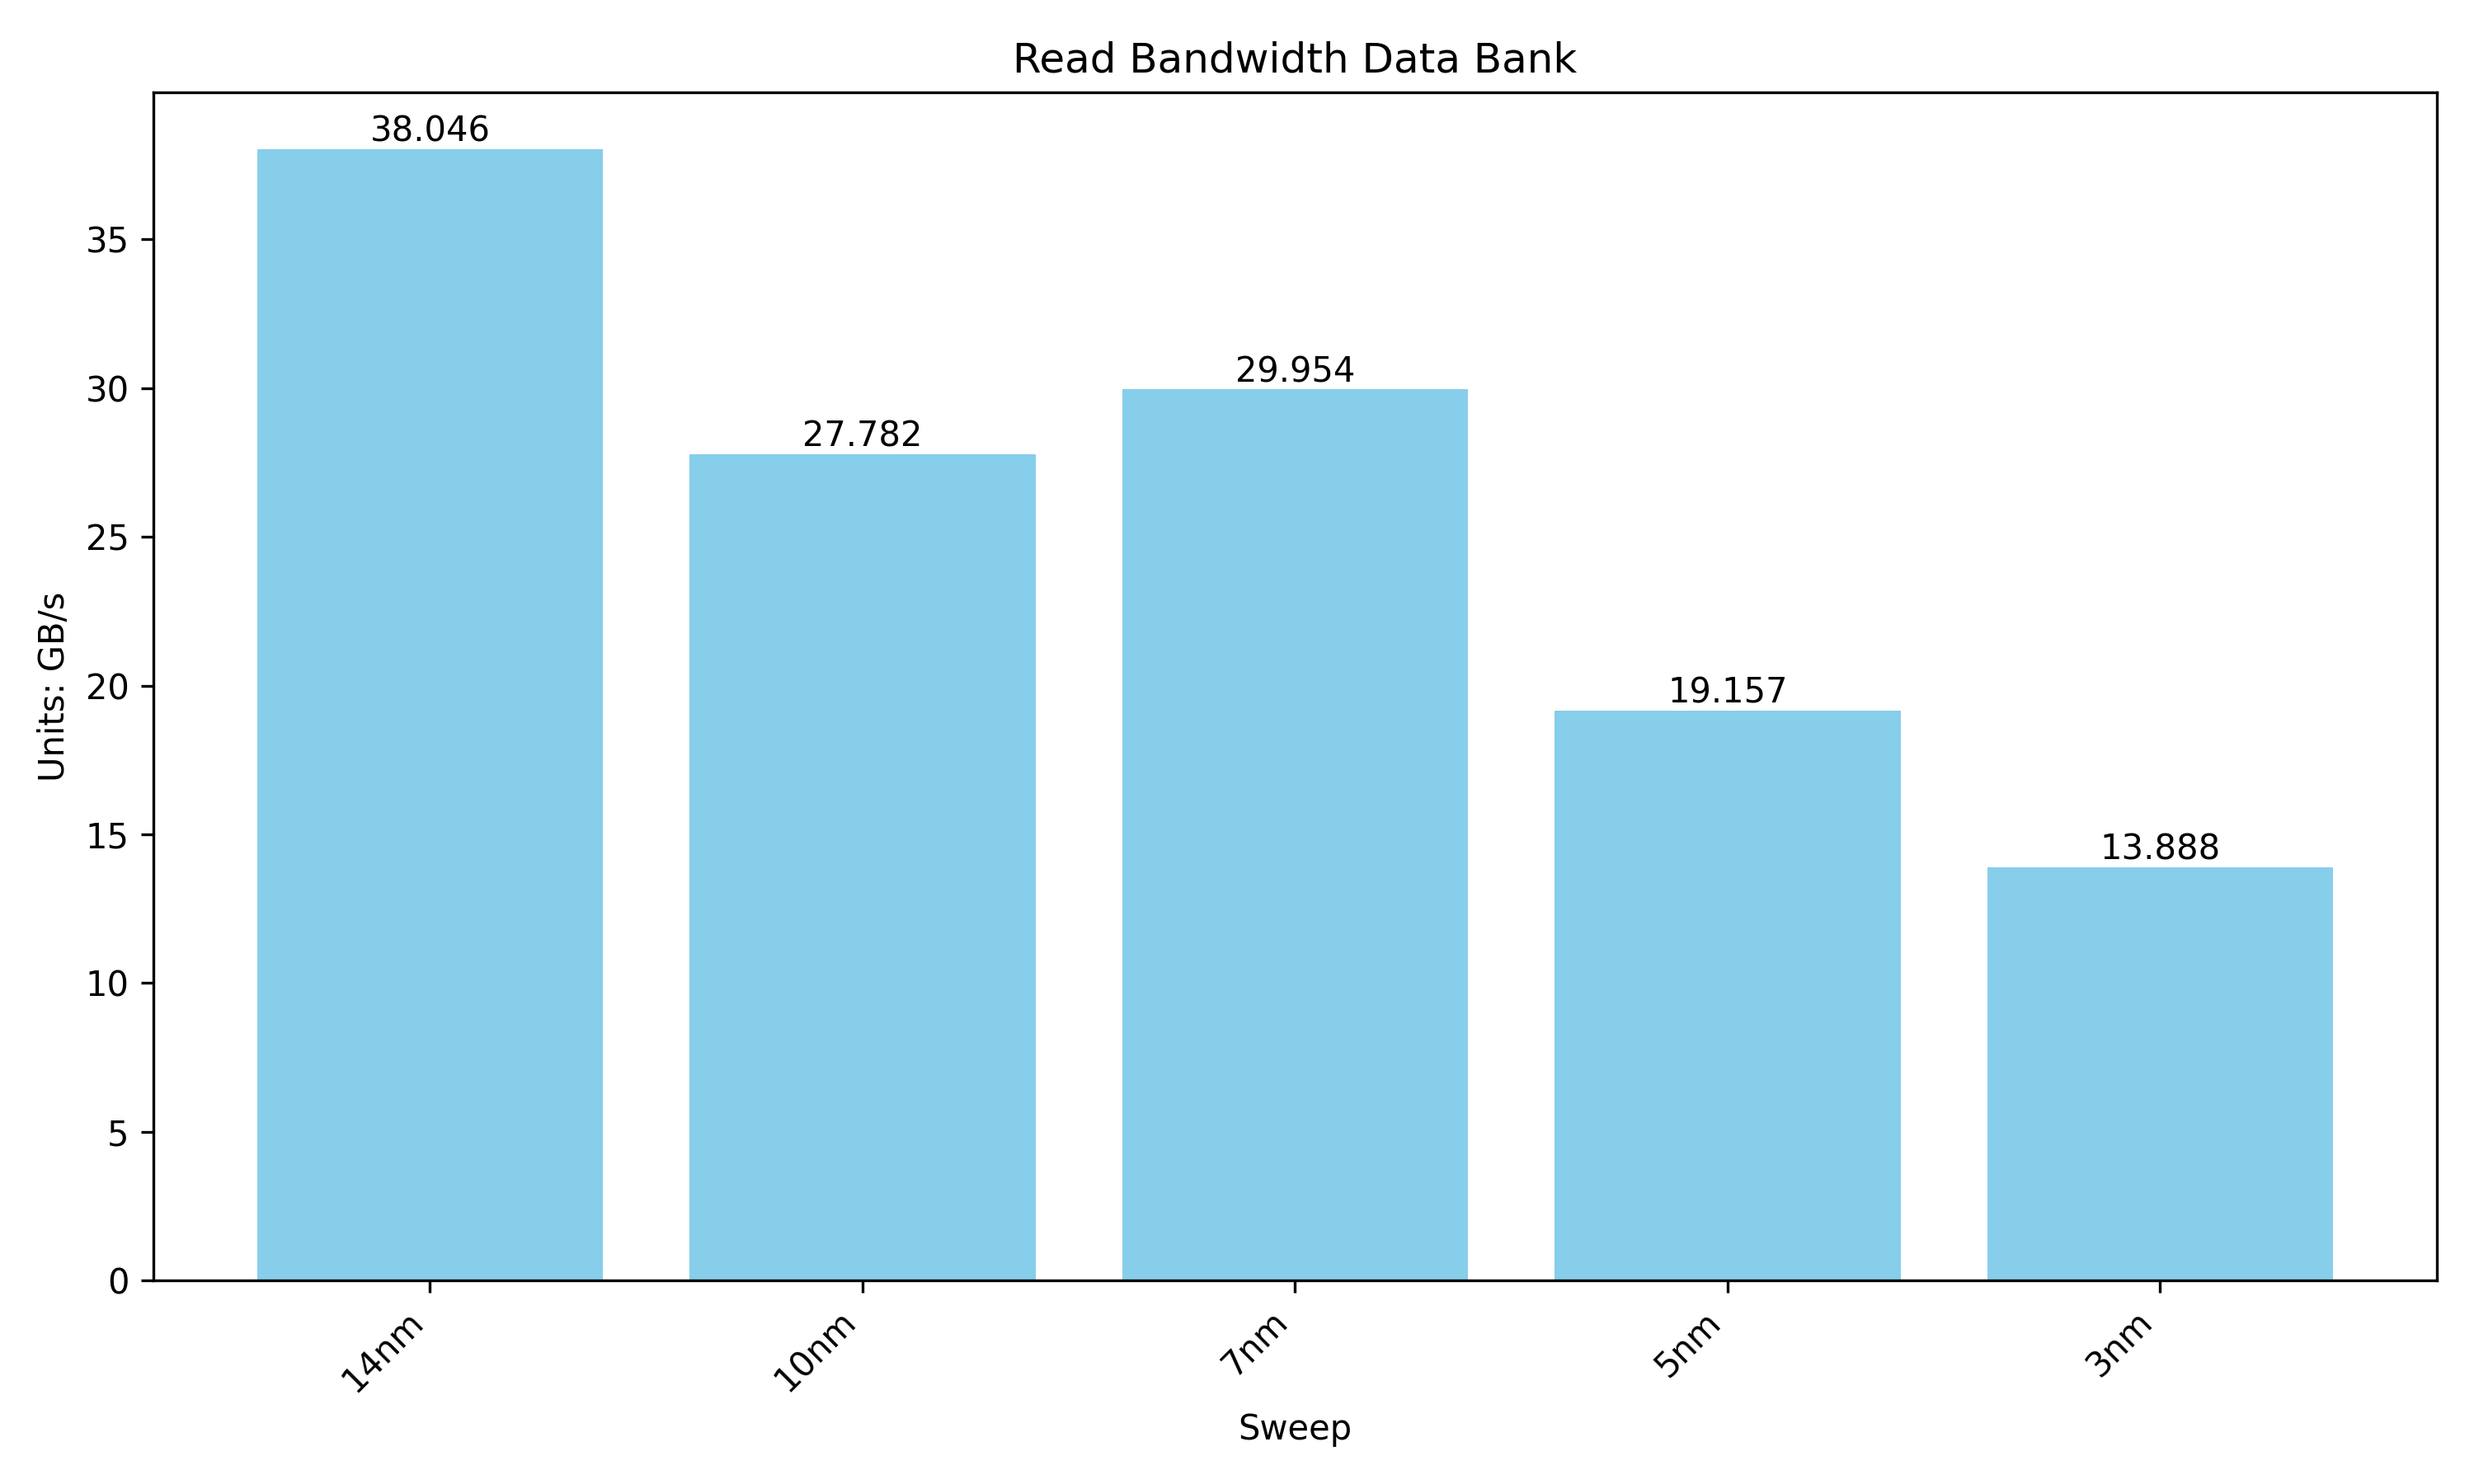 Read Bandwidth Data Bank
Units: GB/s
35
30
25
20
15
10
5
0
38.046
27.782
29.954
19.157
13.888
14nm
10nm
7nm
5nm
3nm
Sweep